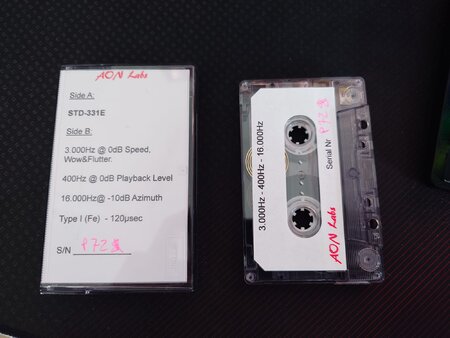 AON Labs
Side A:
STD-331E
Side B:
3.000Hz @ 0dB Speed,
Wow&Flutter.
400Hz @ 0dB Playback Level
16.000Hz@ -10dB Azimuth
Type I (Fe) - 120µsec
S/N
3.000Hz - 400Hz - 16.000Hz
Serial Nr
AON Labs